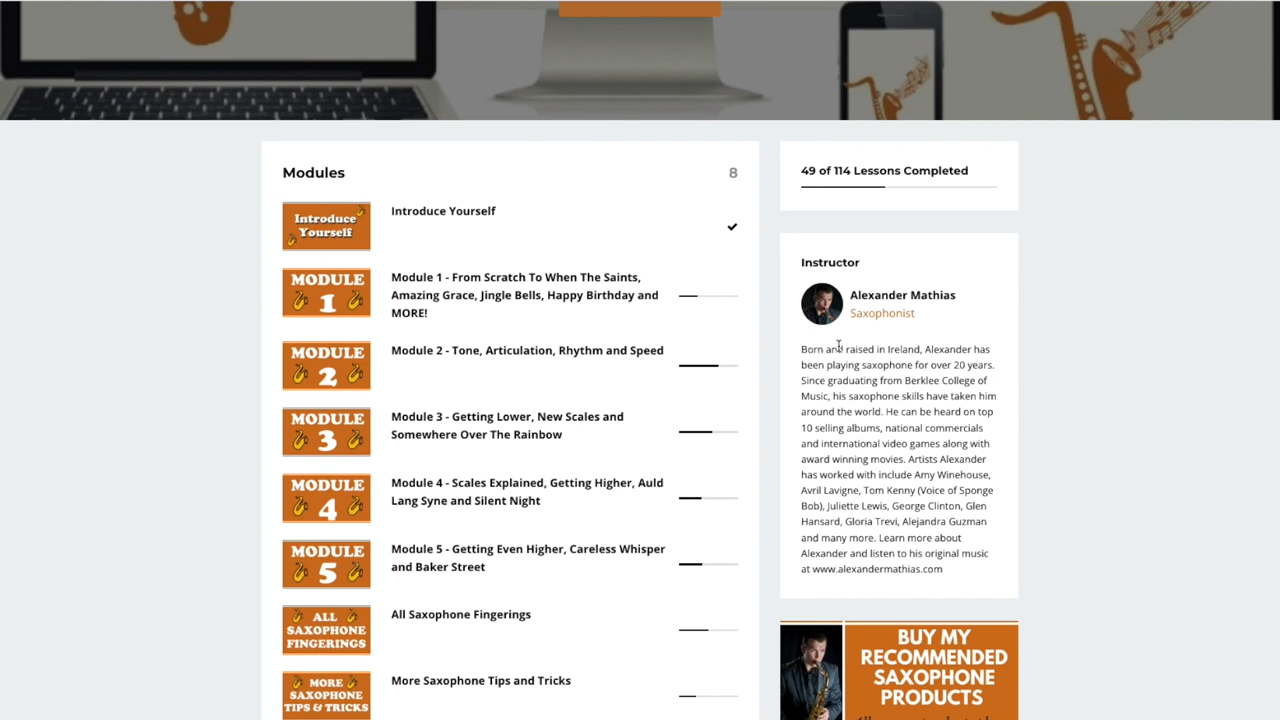 Modules
8
Introduce
Yourself
Introduce Yourself
MODULE
1
Module 1 - From Scratch To When The Saints,
Amazing Grace, Jingle Bells, Happy Birthday and
MORE!
MODULE
2
Module 2 - Tone, Articulation, Rhythm and Speed
MODULE
3
Module 3 - Getting Lower, New Scales and
Somewhere Over The Rainbow
MODULE
4
Module 4 - Scales Explained, Getting Higher, Auld
Lang Syne and Silent Night
MODULE
5
Module 5 - Getting Even Higher, Careless Whisper
and Baker Street
ALL
SAXOPHONE
FINGERINGS
All Saxophone Fingerings
MORE
SAXOPHONE
TIPS & TRICKS
More Saxophone Tips and Tricks
49 of 114 Lessons Completed
Instructor
Alexander Mathias
Saxophonist
Born and raised in Ireland, Alexander has
been playing saxophone for over 20 years.
Since graduating from Berklee College of
Music, his saxophone skills have taken him
around the world. He can be heard on top
10 selling albums, national commercials
and international video games along with
award winning movies. Artists Alexander
has worked with include Amy Winehouse,
Avril Lavigne, Tom Kenny (Voice of Sponge
Bob), Juliette Lewis, George Clinton, Glen
Hansard, Gloria Trevi, Alejandra Guzman
and many more. Learn more about
Alexander and listen to his original music
at www.alexandermathias.com
BUY MY
RECOMMENDED
SAXOPHONE
PRODUCTS